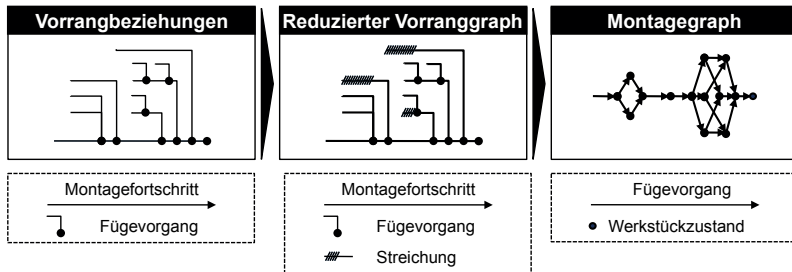 Vorrangbeziehungen
Reduzierter Vorranggraph
Montagegraph
Montagefortschritt
Fügevorgang
Montagefortschritt
Fügevorgang
Streichung
Fügevorgang
Werkstückzustand